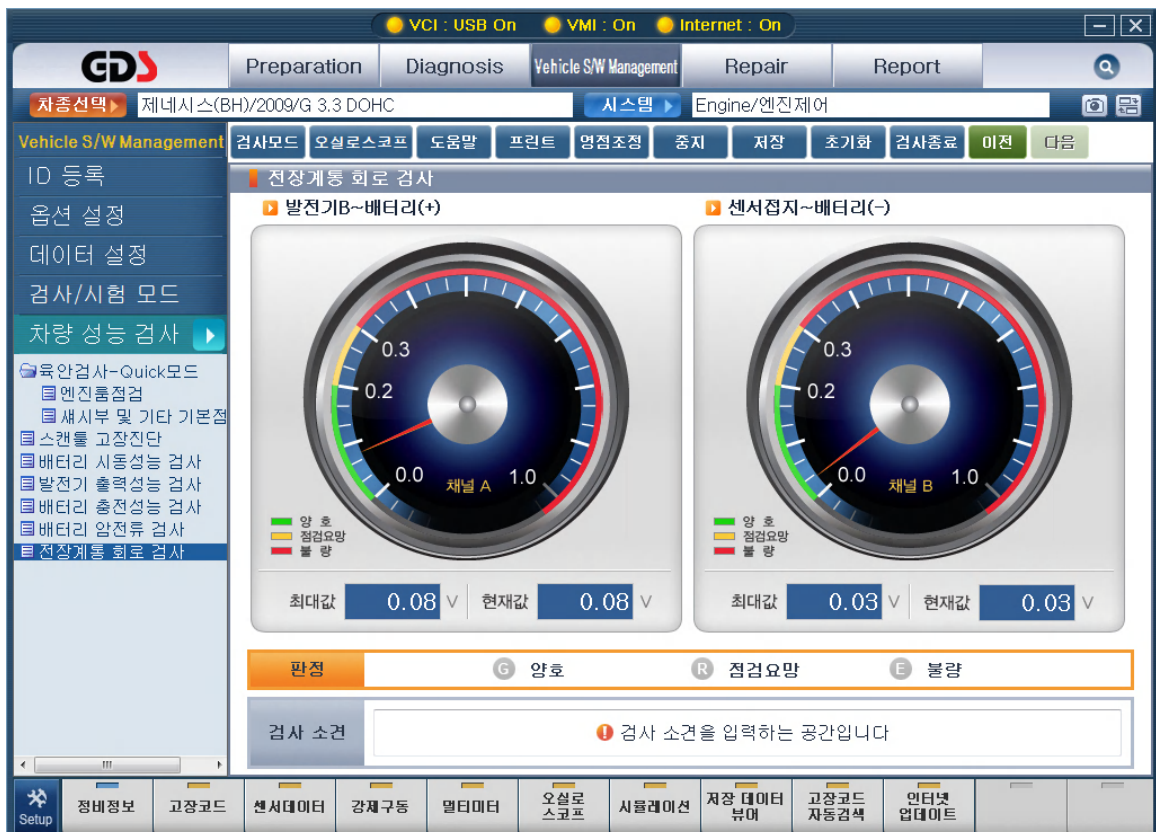 VCI : USB On VMI : On Internet : On
GDS Preparation Diagnosis Vehicle S/W Management Repair Report
차종선택 제네시스(BH)/2009/G 3.3 DOHC 시스템 Engine/엔진제어
Vehicle S/W Management
ID 등록
옵션 설정
데이터 설정
검사/시험 모드
차량 성능 검사
육안검사-Quick모드
엔진룸점검
섀시부 및 기타 기본점
스캔툴 고장진단
배터리 시동성능 검사
발전기 출력성능 검사
배터리 충전성능 검사
배터리 암전류 검사
전장계통 회로 검사
검사모드 오실로스코프 도움말 프린트 영점조정 중지 저장 초기화 검사종료 이전 다음
전장계통 회로 검사
발전기B~배터리(+)
0.3
0.2
0.0 채널 A 1.0
양 호
점검요망
불 량
최대값 0.08 V 현재값 0.08 V
센서접지~배터리(-)
0.3
0.2
0.0 채널 B 1.0
양 호
점검요망
불 량
최대값 0.03 V 현재값 0.03 V
판정 G 양호 R 점검요망 E 불량
검사 소견 검사 소견을 입력하는 공간입니다
Setup 정비정보 고장코드 센서데이터 강제구동 멀티미터 오실로스코프 시뮬레이션 저장 데이터 뷰어 고장코드 자동검색 인터넷 업데이트